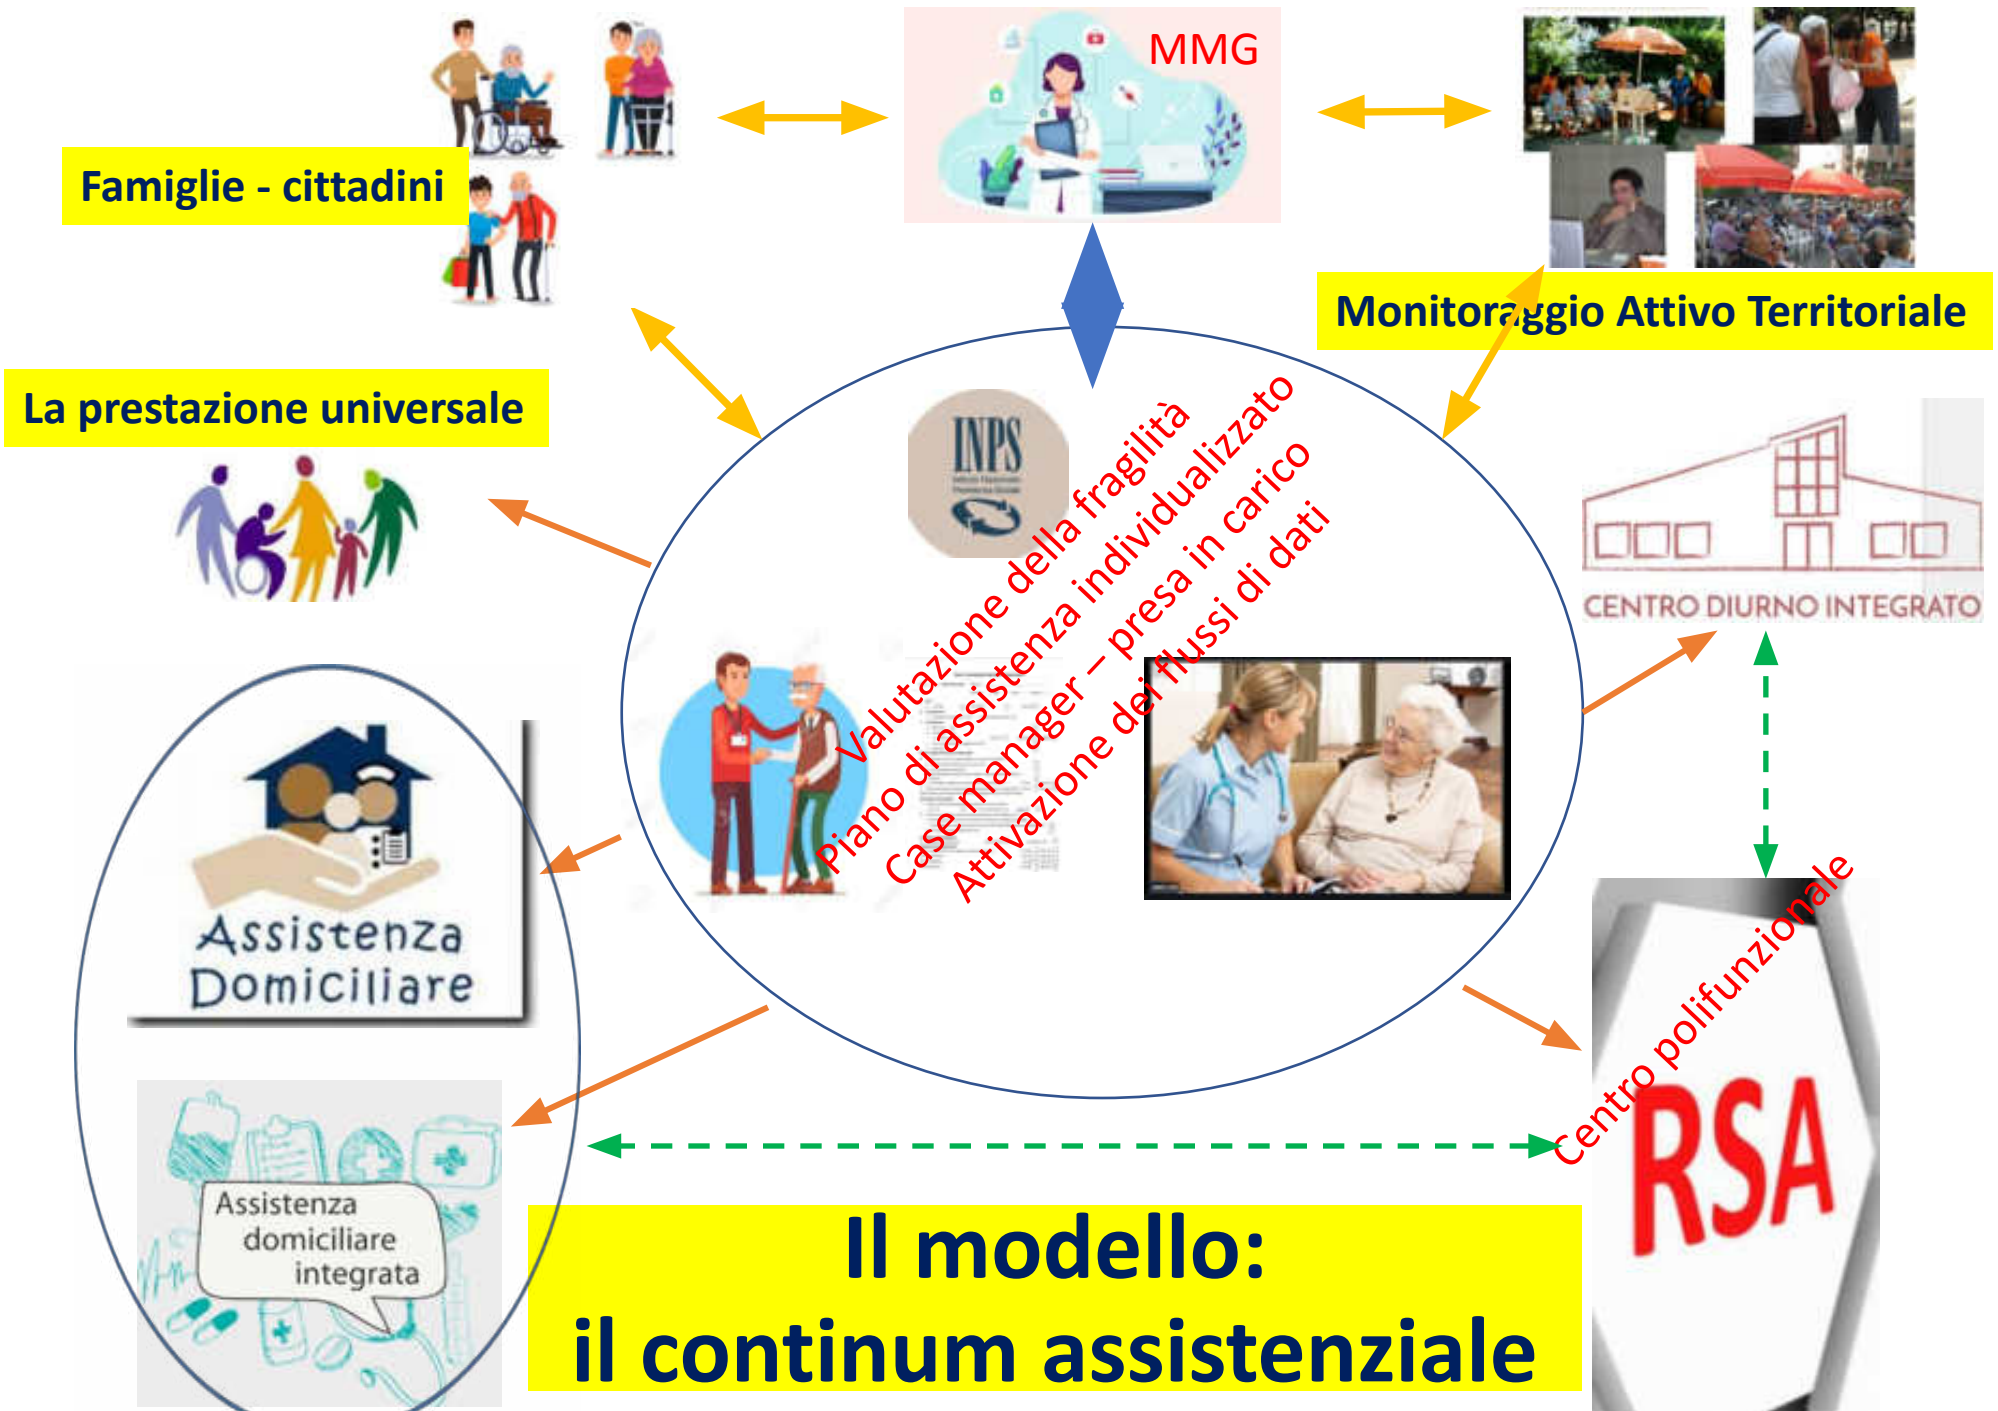 MMG
Famiglie - cittadini
Monitoraggio Attivo Territoriale
La prestazione universale
INPS
Valutazione della fragilità
Piano di assistenza individualizzato
Case manager – presa in carico
Attivazione dei flussi di dati
CENTRO DIURNO INTEGRATO
Assistenza
Domiciliare
Centro polifunzionale
RSA
Assistenza
domiciliare
integrata
Il modello:
il continum assistenziale